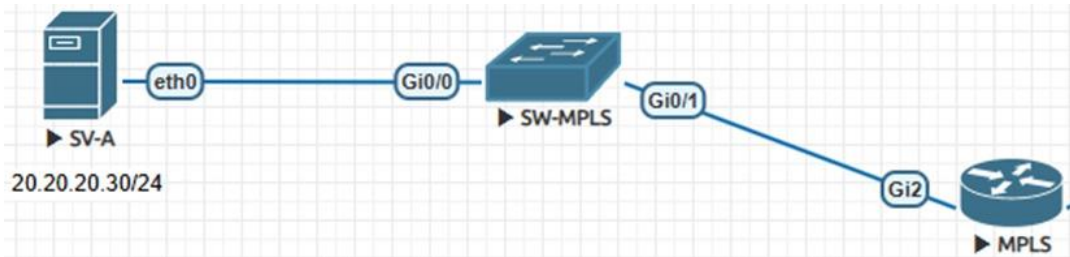 eth0
Gi0/0
Gi0/1
SW-MPLS
SV-A
20.20.20.30/24
Gi2
MPLS